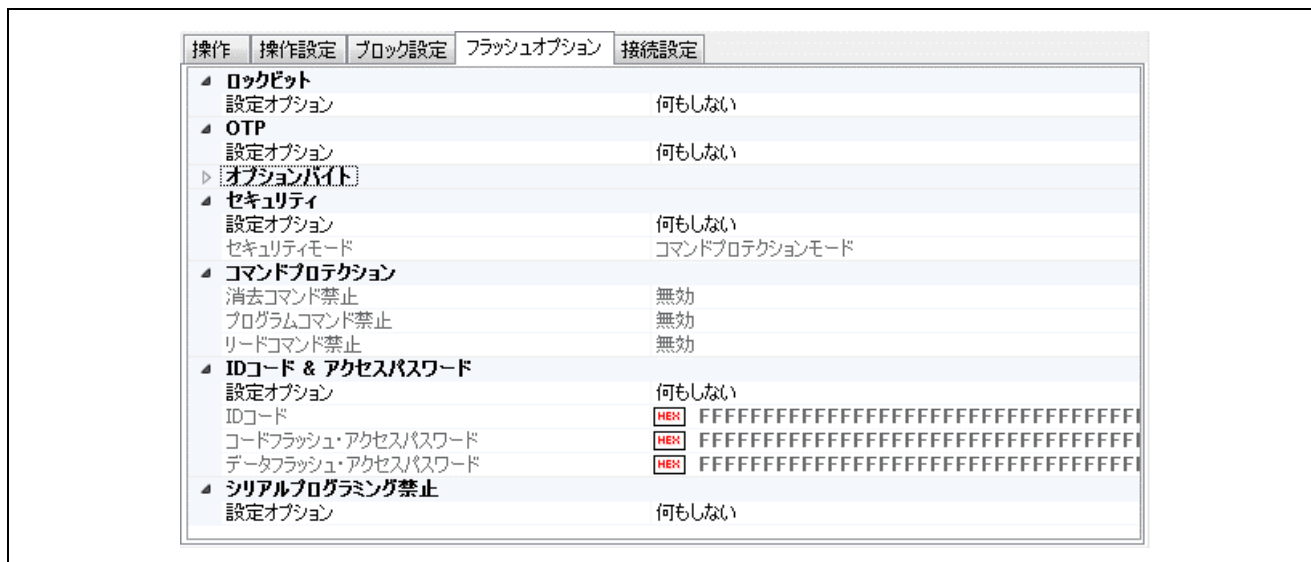 操作 操作設定 ブロック設定 フラッシュオプション 接続設定
ロックビット
設定オプション 何もしない
OTP
設定オプション 何もしない
オプションバイト
セキュリティ
設定オプション 何もしない
セキュリティモード コマンドプロテクションモード
コマンドプロテクション
消去コマンド禁止 無効
プログラムコマンド禁止 無効
リードコマンド禁止 無効
IDコード & アクセスパスワード
設定オプション 何もしない
IDコード HEX FFFFFFFFFFFFFFFFFFFFFFFFFFFFFFFFF
コードフラッシュ・アクセスパスワード HEX FFFFFFFFFFFFFFFFFFFFFFFFFFFFFFFFF
データフラッシュ・アクセスパスワード HEX FFFFFFFFFFFFFFFFFFFFFFFFFFFFFFFFF
シリアルプログラミング禁止
設定オプション 何もしない